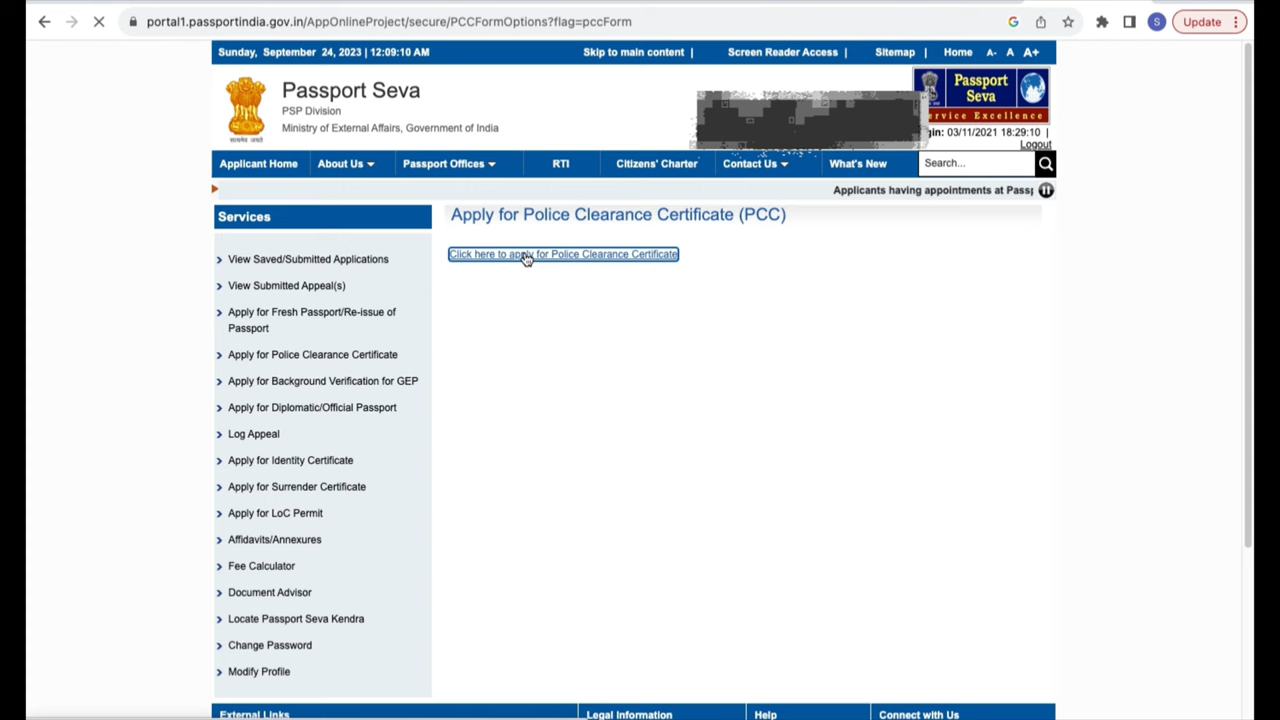 portal1.passportindia.gov.in/AppOnlineProject/secure/PCCFormOptions?flag=pccForm
G
S
Update
Sunday, September 24, 2023 | 12:09:10 AM
Skip to main content |
Screen Reader Access |
Sitemap |
Home
A- A A+
Passport Seva
PSP Division
Ministry of External Affairs, Government of India
Passport
Seva
ervice Excellence
gin: 03/11/2021 18:29:10 |
Logout
Applicant Home
About Us
Passport Offices
RTI
Citizens' Charter
Contact Us
What's New
Search...
Applicants having appointments at
Services
Apply for Police Clearance Certificate (PCC)
Click here to apply for Police Clearance Certificate
View Saved/Submitted Applications
View Submitted Appeal(s)
Apply for Fresh Passport/Re-issue of
Passport
Apply for Police Clearance Certificate
Apply for Background Verification for GEP
Apply for Diplomatic/Official Passport
Log Appeal
Apply for Identity Certificate
Apply for Surrender Certificate
Apply for LoC Permit
Affidavits/Annexures
Fee Calculator
Document Advisor
Locate Passport Seva Kendra
Change Password
Modify Profile
External Links
Legal Information
Help
Connect with Us